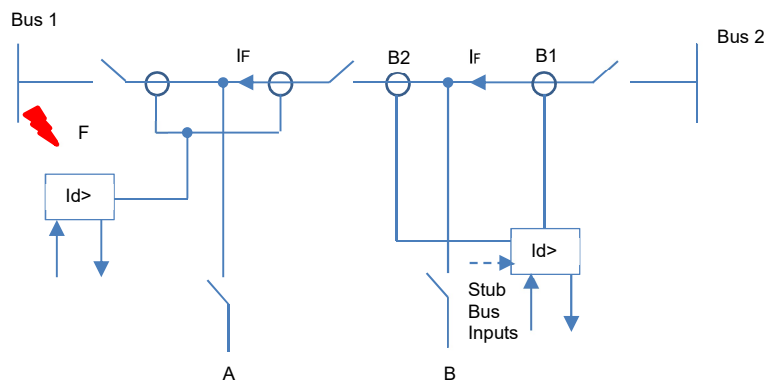 Bus 1
Bus 2
IF
B2
IF
B1
F
Id>
Id>
Stub
Bus
Inputs
A
B